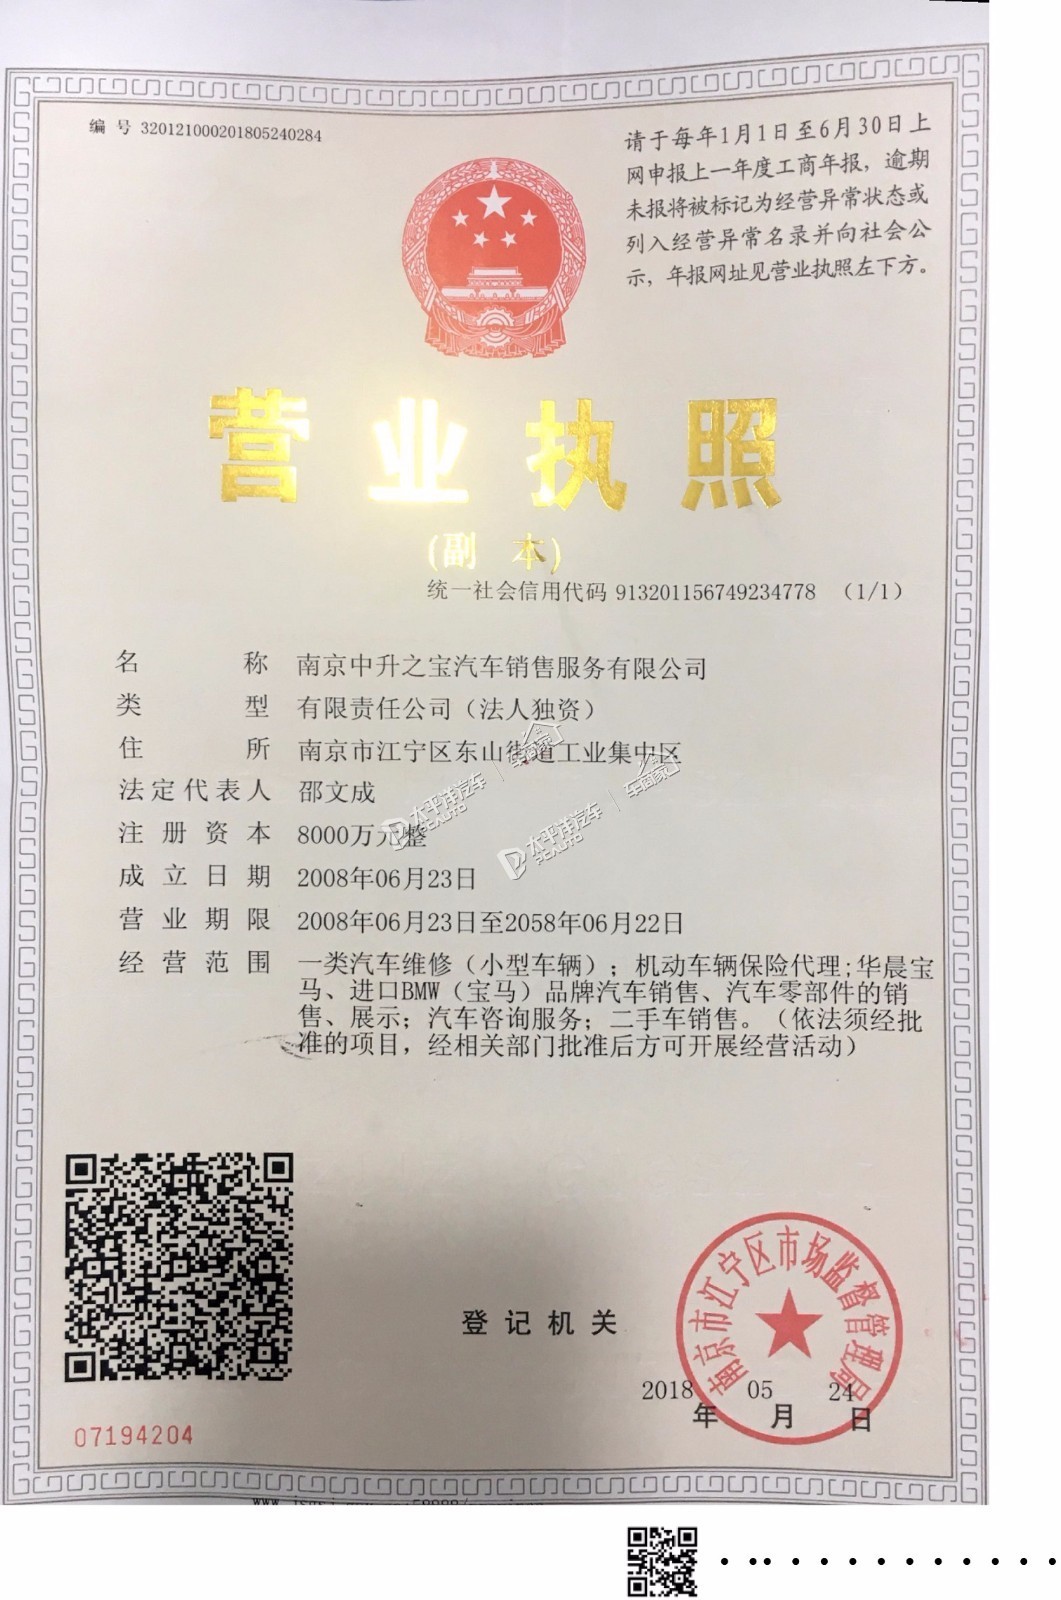 编 号 320121000201805240284
请于每年1月1日至6月30日上
网申报上一年度工商年报，逾期
未报将被标记为经营异常状态或
列入经营异常名录并向社会公
示，年报网址见营业执照左下方。
营业执照
(副 本)
统一社会信用代码 913201156749234778 （1/1）
名 称 南京中升之宝汽车销售服务有限公司
类 型 有限责任公司（法人独资）
住 所 南京市江宁区东山街道工业集中区
法定代表人 邵文成
注 册 资 本 8000万元整
成 立 日 期 2008年06月23日
营 业 期 限 2008年06月23日至2058年06月22日
经 营 范 围 一类汽车维修（小型车辆）；机动车辆保险代理;华晨宝
马、进口BMW（宝马）品牌汽车销售、汽车零部件的销
售、展示；汽车咨询服务；二手车销售。（依法须经批
准的项目，经相关部门批准后方可开展经营活动）
太平洋汽车 PCAUTO
太平洋汽车 PCAUTO
登 记 机 关
南京市江宁区市场监督管理局
2018 年 05 月 24 日
07194204